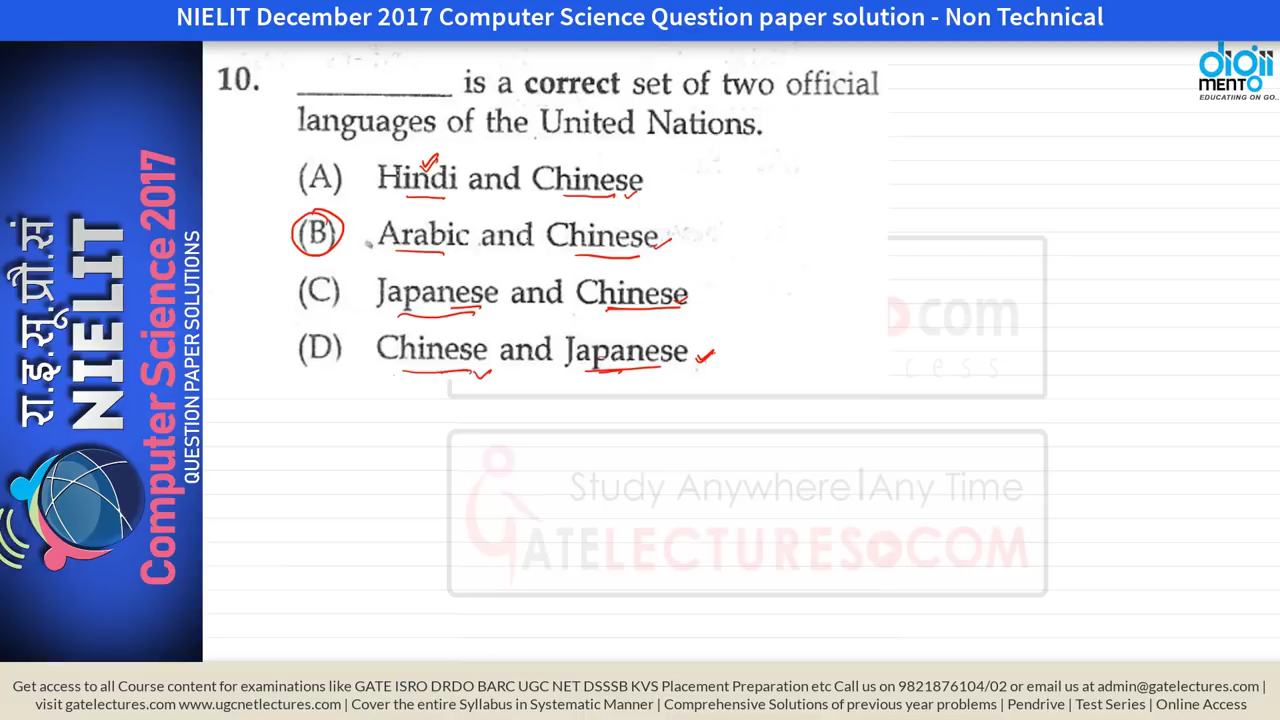 NIELIT December 2017 Computer Science Question paper solution - Non Technical
digii
MENTO
EDUCATIING ON GO..
रा.इ.सू.प्रौ.सं
NIELIT
Computer Science 2017
QUESTION PAPER SOLUTIONS
10. ________ is a correct set of two official
languages of the United Nations.
(A) Hindi and Chinese
(B) Arabic and Chinese
(C) Japanese and Chinese
(D) Chinese and Japanese
com
cess
Study Anywhere Any Time
GATELECTURES.COM
Get access to all Course content for examinations like GATE ISRO DRDO BARC UGC NET DSSSB KVS Placement Preparation etc Call us on 9821876104/02 or email us at admin@gatelectures.com |
visit gatelectures.com www.ugcnetlectures.com | Cover the entire Syllabus in Systematic Manner | Comprehensive Solutions of previous year problems | Pendrive | Test Series | Online Access